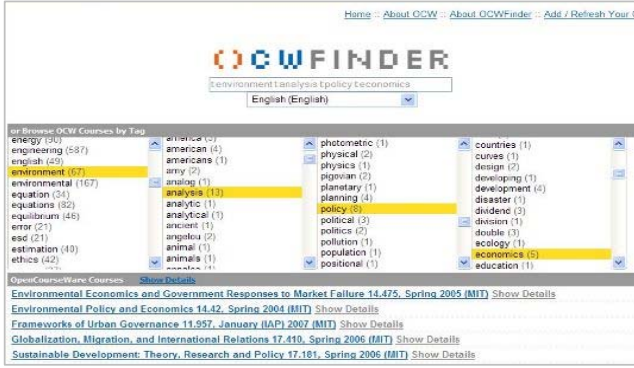 Home :: About OCW :: About OCWFinder :: Add / Refresh Your
OCWFINDER
t:environment t:analysis t:policy t:economics
English (English)
or Browse OCW Courses by Tag
energy (90)
engineering (587)
english (49)
environment (67)
environmental (167)
equation (34)
equations (82)
equilibrium (46)
error (21)
esd (21)
estimation (40)
ethics (42)
america (3)
american (4)
americans (1)
amy (2)
analog (1)
analysis (13)
analytic (1)
analytical (1)
ancient (1)
angelou (2)
animal (1)
animals (1)
photometric (1)
physical (2)
physics (1)
pigovian (2)
planetary (1)
planning (4)
policy (8)
political (3)
politics (2)
pollution (1)
population (1)
positional (1)
countries (1)
curves (1)
design (2)
developing (1)
development (4)
disaster (1)
dividend (3)
division (1)
double (3)
ecology (1)
economics (5)
education (1)
OpenCourseWare Courses Show Details
Environmental Economics and Government Responses to Market Failure 14.475, Spring 2005 (MIT) Show Details
Environmental Policy and Economics 14.42, Spring 2004 (MIT) Show Details
Frameworks of Urban Governance 11.957, January (IAP) 2007 (MIT) Show Details
Globalization, Migration, and International Relations 17.410, Spring 2006 (MIT) Show Details
Sustainable Development: Theory, Research and Policy 17.181, Spring 2006 (MIT) Show Details